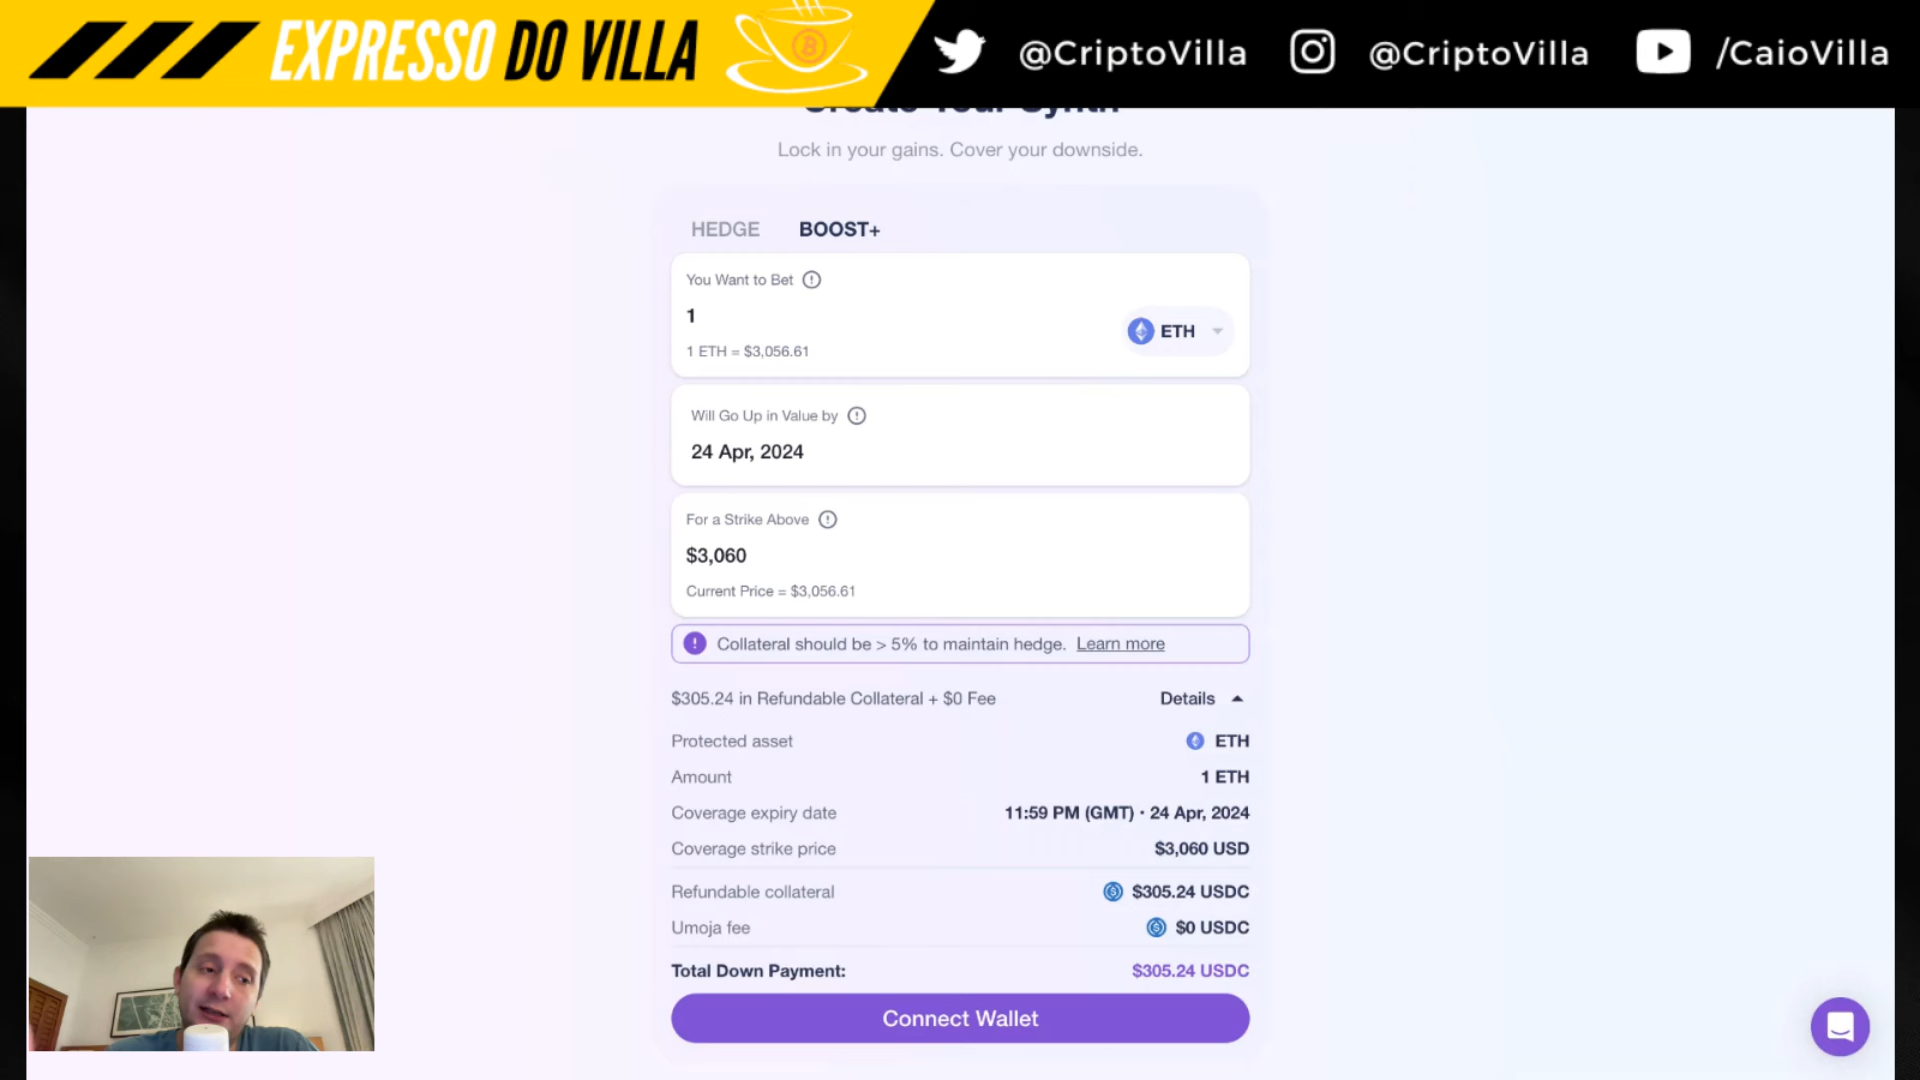 EXPRESSO DO VILLA
@CriptoVilla
@CriptoVilla
/CaioVilla
Create Your Synth
Lock in your gains. Cover your downside.
HEDGE
BOOST+
You Want to Bet
1
ETH
1 ETH = $3,056.61
Will Go Up in Value by
24 Apr, 2024
For a Strike Above
$3,060
Current Price = $3,056.61
Collateral should be > 5% to maintain hedge. Learn more
$305.24 in Refundable Collateral + $0 Fee
Details
Protected asset
ETH
Amount
1 ETH
Coverage expiry date
11:59 PM (GMT) · 24 Apr, 2024
Coverage strike price
$3,060 USD
Refundable collateral
$305.24 USDC
Umoja fee
$0 USDC
Total Down Payment:
$305.24 USDC
Connect Wallet